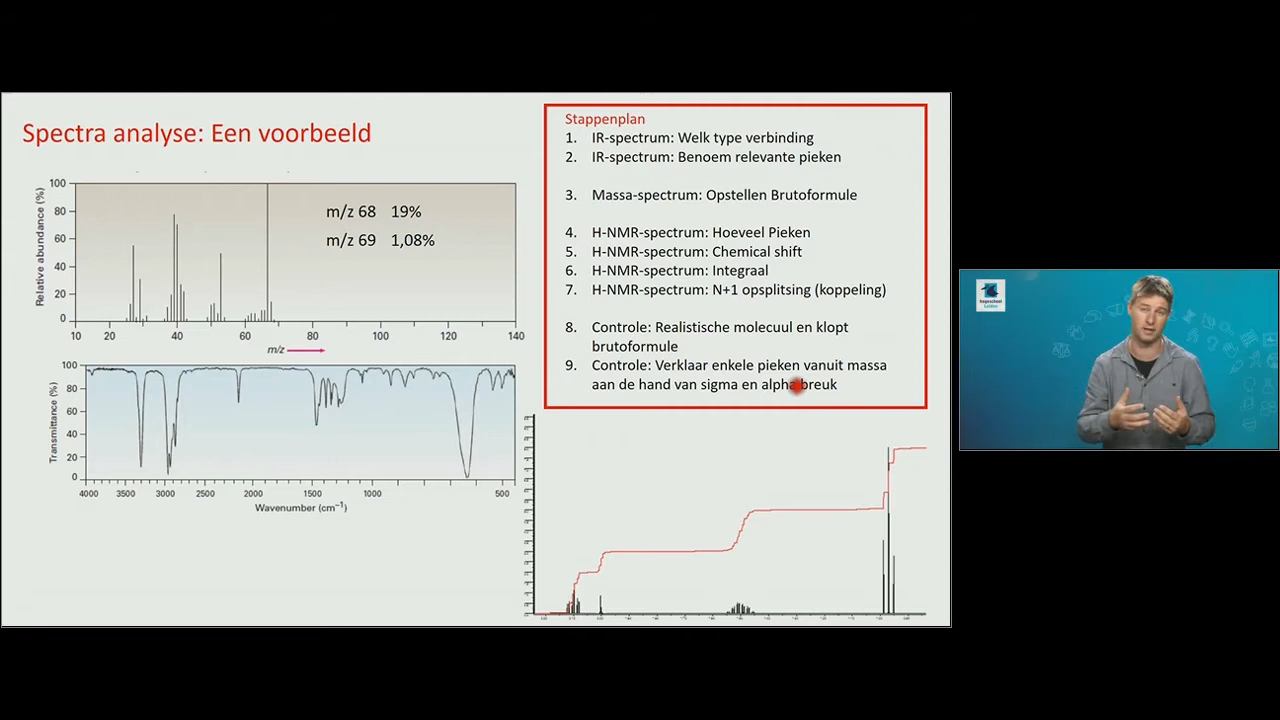 Spectra analyse: Een voorbeeld
Relative abundance (%)
100
80
60
40
20
0
m/z 68 19%
m/z 69 1,08%
10 20 40 60 80 100 120 140
m/z
Transmittance (%)
100
80
60
40
20
0
4000 3500 3000 2500 2000 1500 1000 500
Wavenumber (cm⁻¹)
Stappenplan
1. IR-spectrum: Welk type verbinding
2. IR-spectrum: Benoem relevante pieken
3. Massa-spectrum: Opstellen Brutoformule
4. H-NMR-spectrum: Hoeveel Pieken
5. H-NMR-spectrum: Chemical shift
6. H-NMR-spectrum: Integraal
7. H-NMR-spectrum: N+1 opsplitsing (koppeling)
8. Controle: Realistische molecuul en klopt
brutoformule
9. Controle: Verklaar enkele pieken vanuit massa
aan de hand van sigma en alpha breuk
hogeschool
Leiden